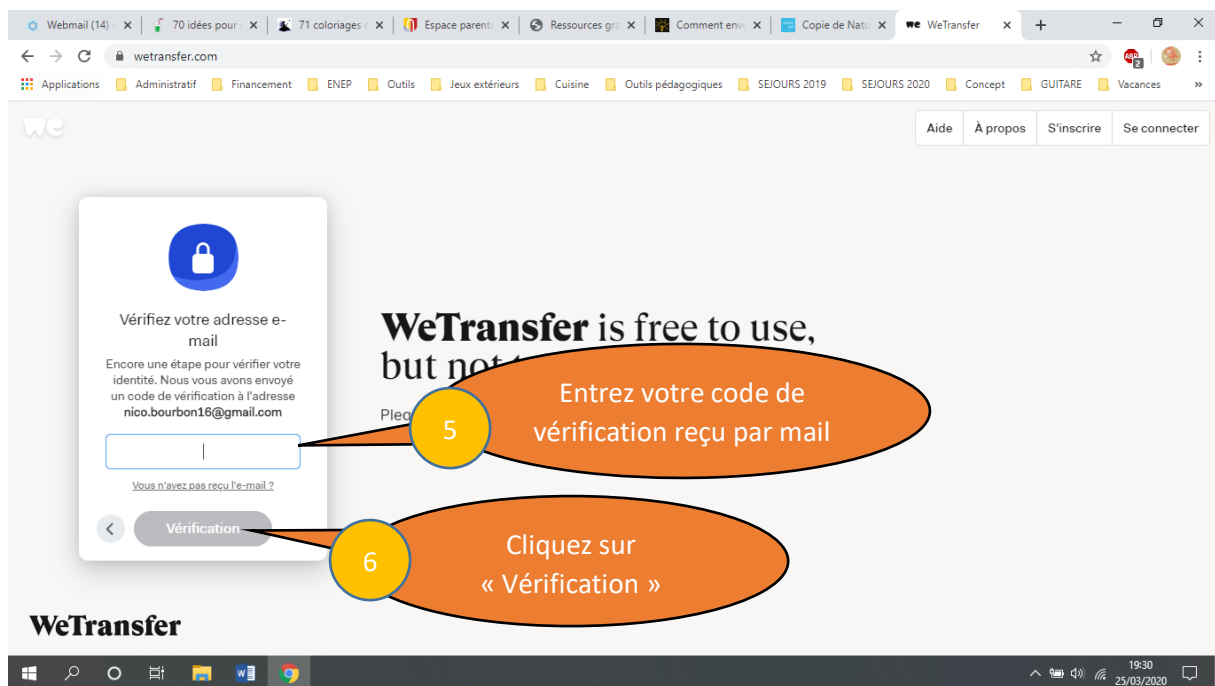 Webmail (14) -
70 idées pour
71 coloriages
Espace parents
Ressources gra
Comment envo
Copie de Natu
we WeTransfer
wetransfer.com
ABP
2
Applications
Administratif
Financement
ENEP
Outils
Jeux extérieurs
Cuisine
Outils pédagogiques
SEJOURS 2019
SEJOURS 2020
Concept
GUITARE
Vacances
»
we
Aide
À propos
S'inscrire
Se connecter
Vérifiez votre adresse e-
mail
Encore une étape pour vérifier votre
identité. Nous vous avons envoyé
un code de vérification à l'adresse
nico.bourbon16@gmail.com
Vous n'avez pas reçu l'e-mail ?
Vérification
WeTransfer is free to use,
but not
5
Entrez votre code de
vérification reçu par mail
6
Cliquez sur
« Vérification »
WeTransfer
19:30
25/03/2020